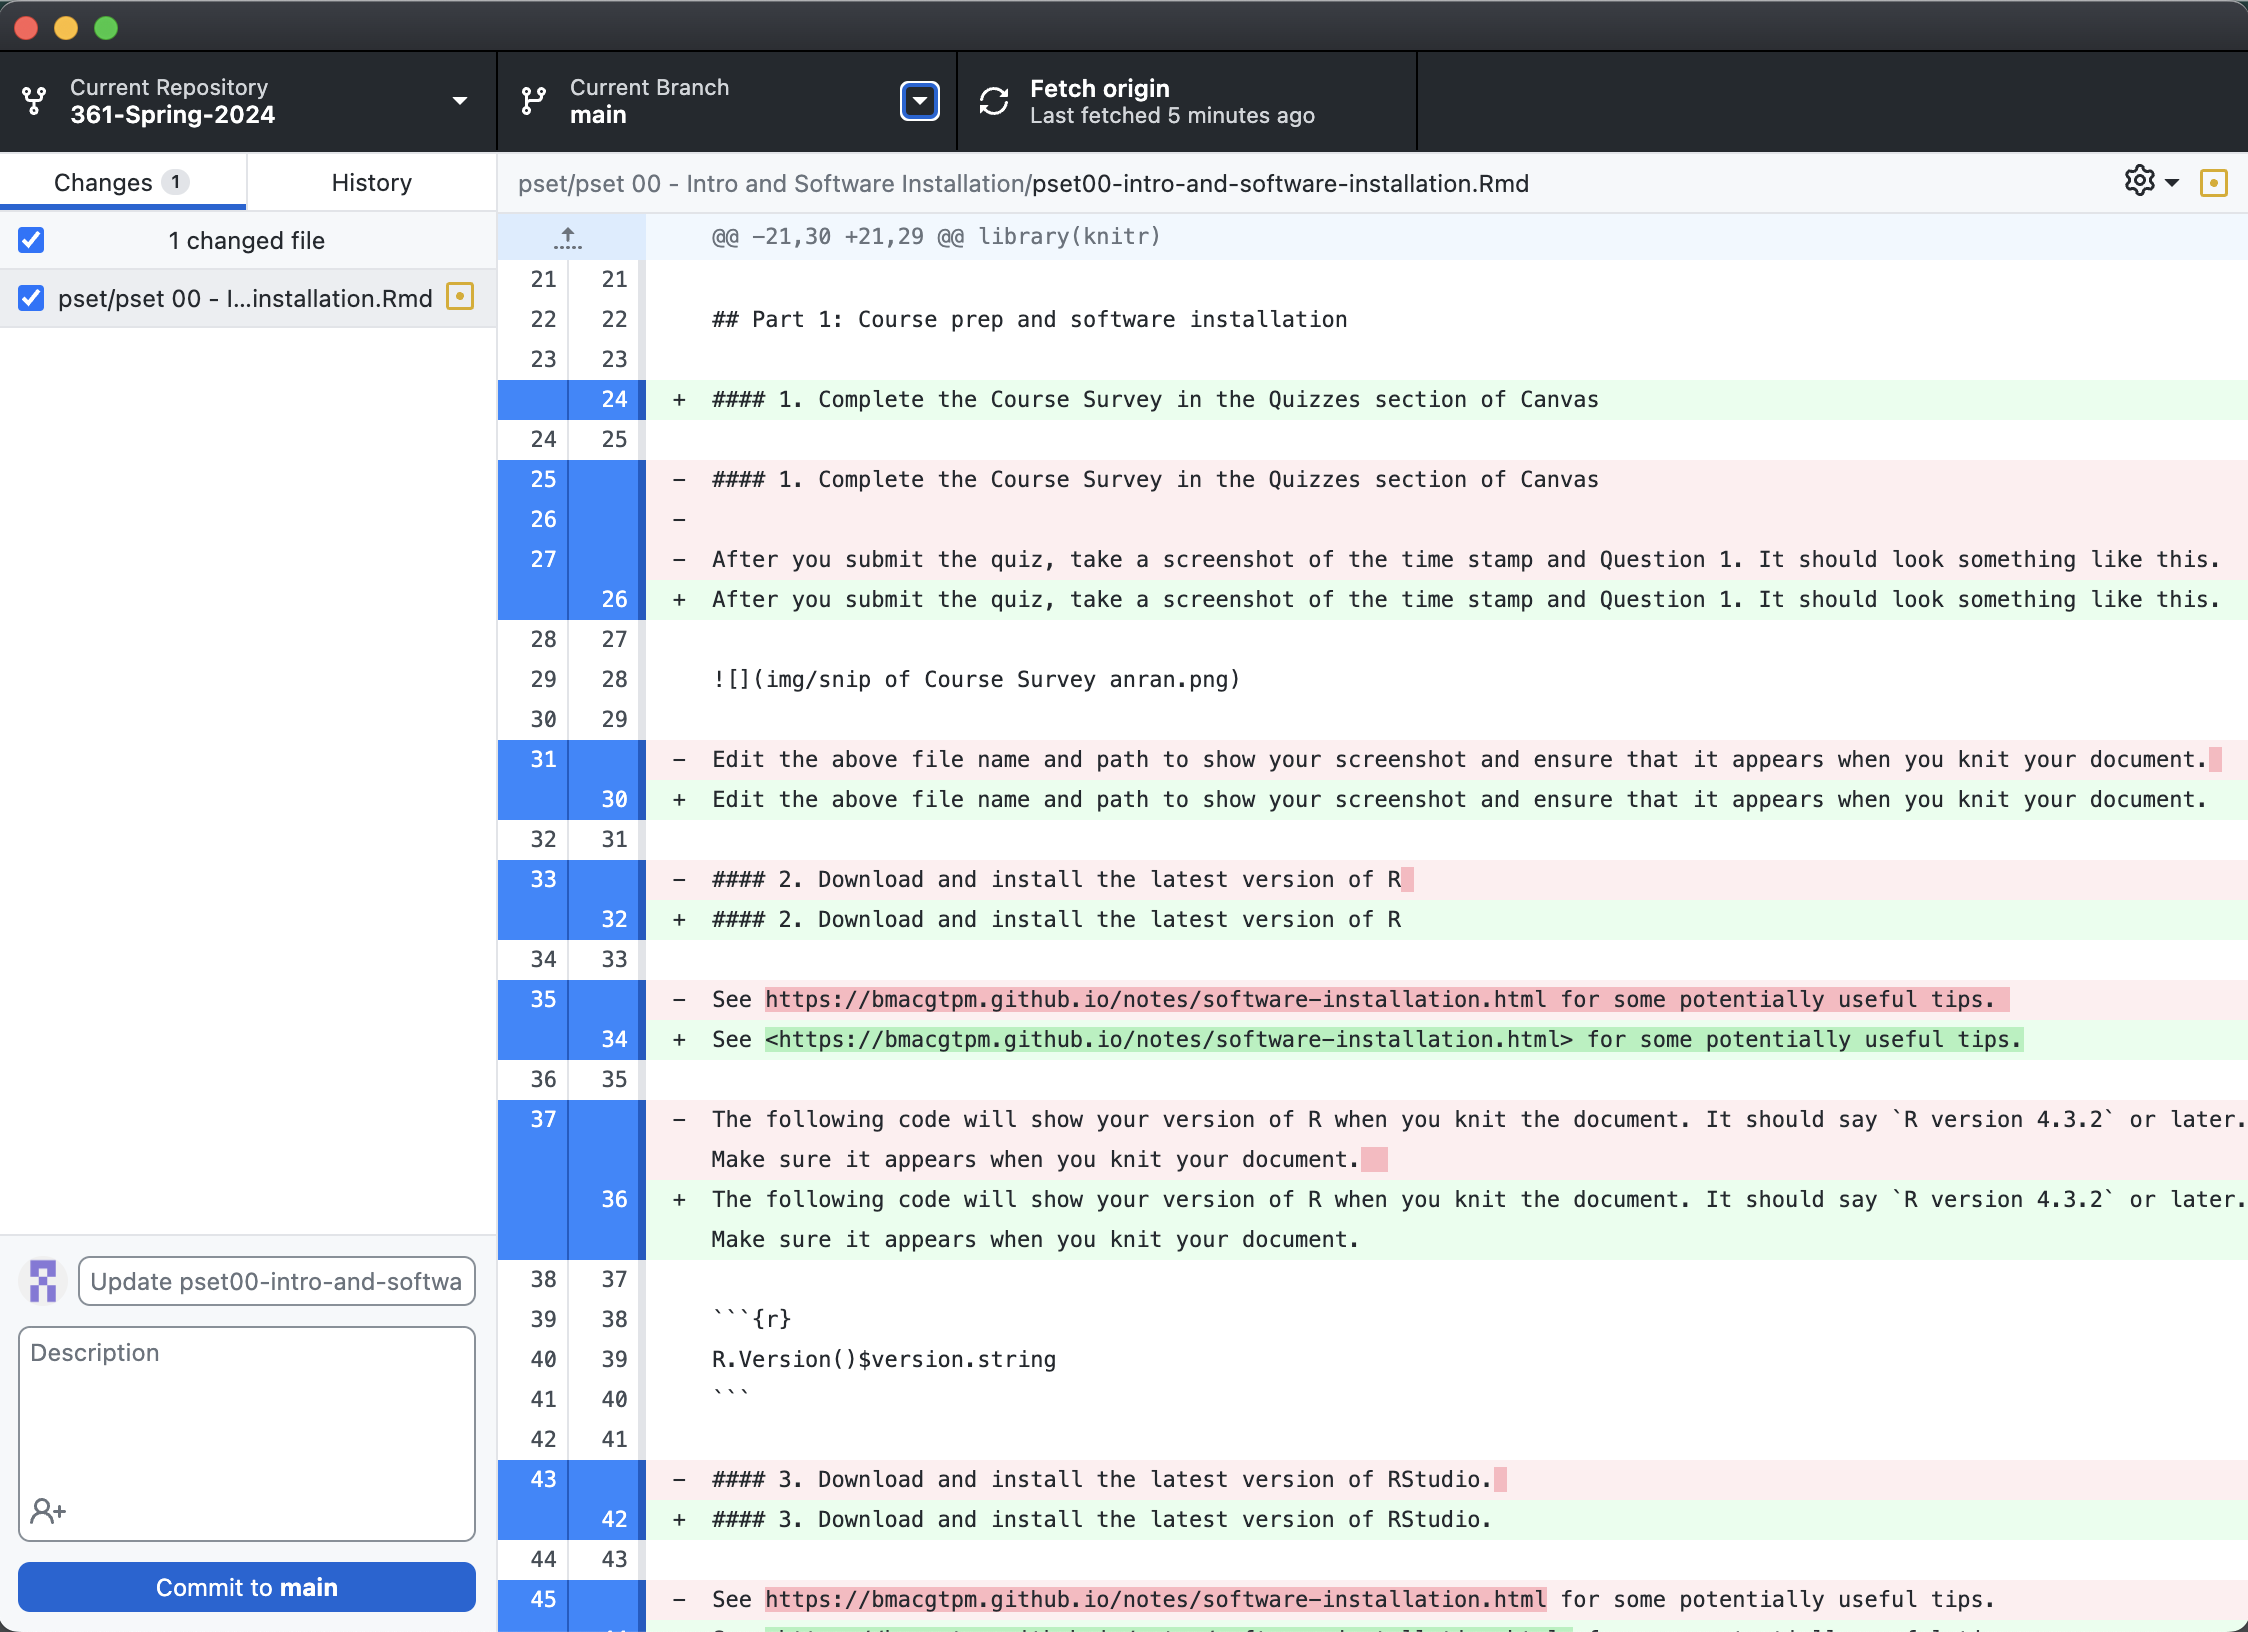 Current Repository
361-Spring-2024
Current Branch
main
Fetch origin
Last fetched 5 minutes ago
Changes 1
History
pset/pset 00 - Intro and Software Installation/pset00-intro-and-software-installation.Rmd
1 changed file
pset/pset 00 - I...installation.Rmd
@@ -21,30 +21,29 @@ library(knitr)
21 21
22 22 ## Part 1: Course prep and software installation
23 23
24 + #### 1. Complete the Course Survey in the Quizzes section of Canvas
24 25
25 - #### 1. Complete the Course Survey in the Quizzes section of Canvas
26 -
27 - After you submit the quiz, take a screenshot of the time stamp and Question 1. It should look something like this.
26 + After you submit the quiz, take a screenshot of the time stamp and Question 1. It should look something like this.
28 27
29 28 ![](img/snip of Course Survey anran.png)
30 29
31 - Edit the above file name and path to show your screenshot and ensure that it appears when you knit your document.
30 + Edit the above file name and path to show your screenshot and ensure that it appears when you knit your document.
32 31
33 - #### 2. Download and install the latest version of R
32 + #### 2. Download and install the latest version of R
34 33
35 - See https://bmacgtpm.github.io/notes/software-installation.html for some potentially useful tips.
34 + See <https://bmacgtpm.github.io/notes/software-installation.html> for some potentially useful tips.
36 35
37 - The following code will show your version of R when you knit the document. It should say `R version 4.3.2` or later.
Make sure it appears when you knit your document.
36 + The following code will show your version of R when you knit the document. It should say `R version 4.3.2` or later.
Make sure it appears when you knit your document.
38 37
39 38 ```{r}
40 39 R.Version()$version.string
41 40 ```
42 41
43 - #### 3. Download and install the latest version of RStudio.
42 + #### 3. Download and install the latest version of RStudio.
44 43
45 - See https://bmacgtpm.github.io/notes/software-installation.html for some potentially useful tips.
Update pset00-intro-and-softwa
Description
Commit to main